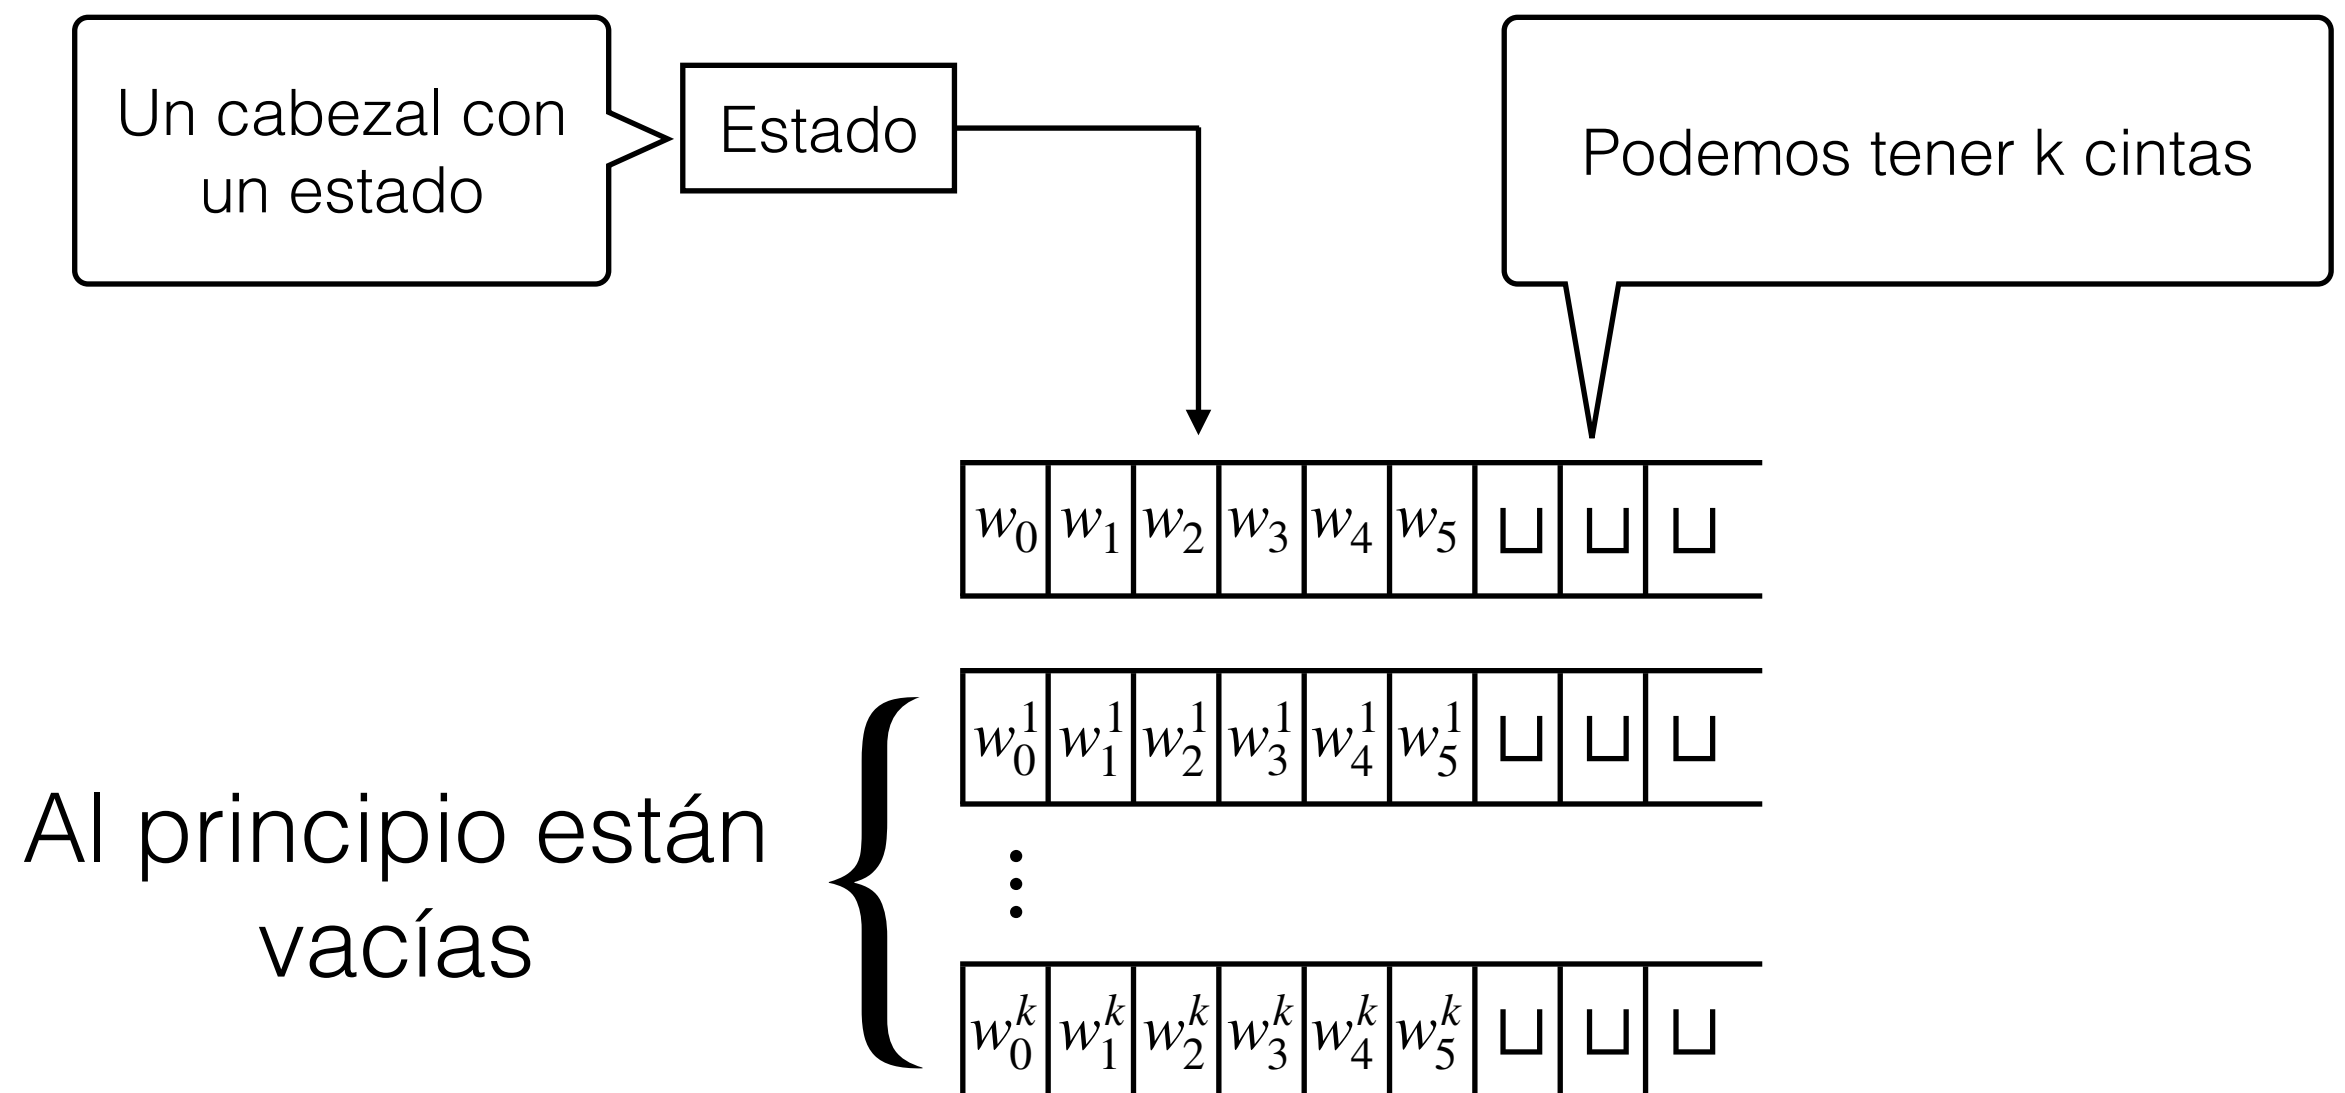 Un cabezal con
un estado
Estado
Podemos tener k cintas
w₀ w₁ w₂ w₃ w₄ w₅ ⊔ ⊔ ⊔
w₀¹ w₁¹ w₂¹ w₃¹ w₄¹ w₅¹ ⊔ ⊔ ⊔
Al principio están
vacías
⋮
w₀ᵏ w₁ᵏ w₂ᵏ w₃ᵏ w₄ᵏ w₅ᵏ ⊔ ⊔ ⊔